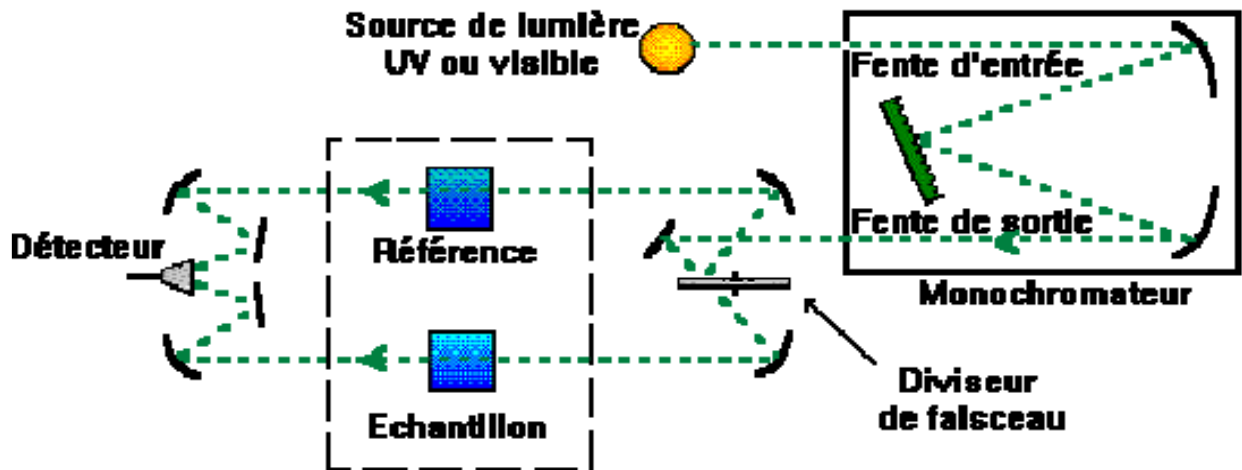 Source de lumière
UV ou visible
Fente d'entrée
Fente de sortie
Monochromateur
Détecteur
Référence
Echantillon
Diviseur
de faisceau